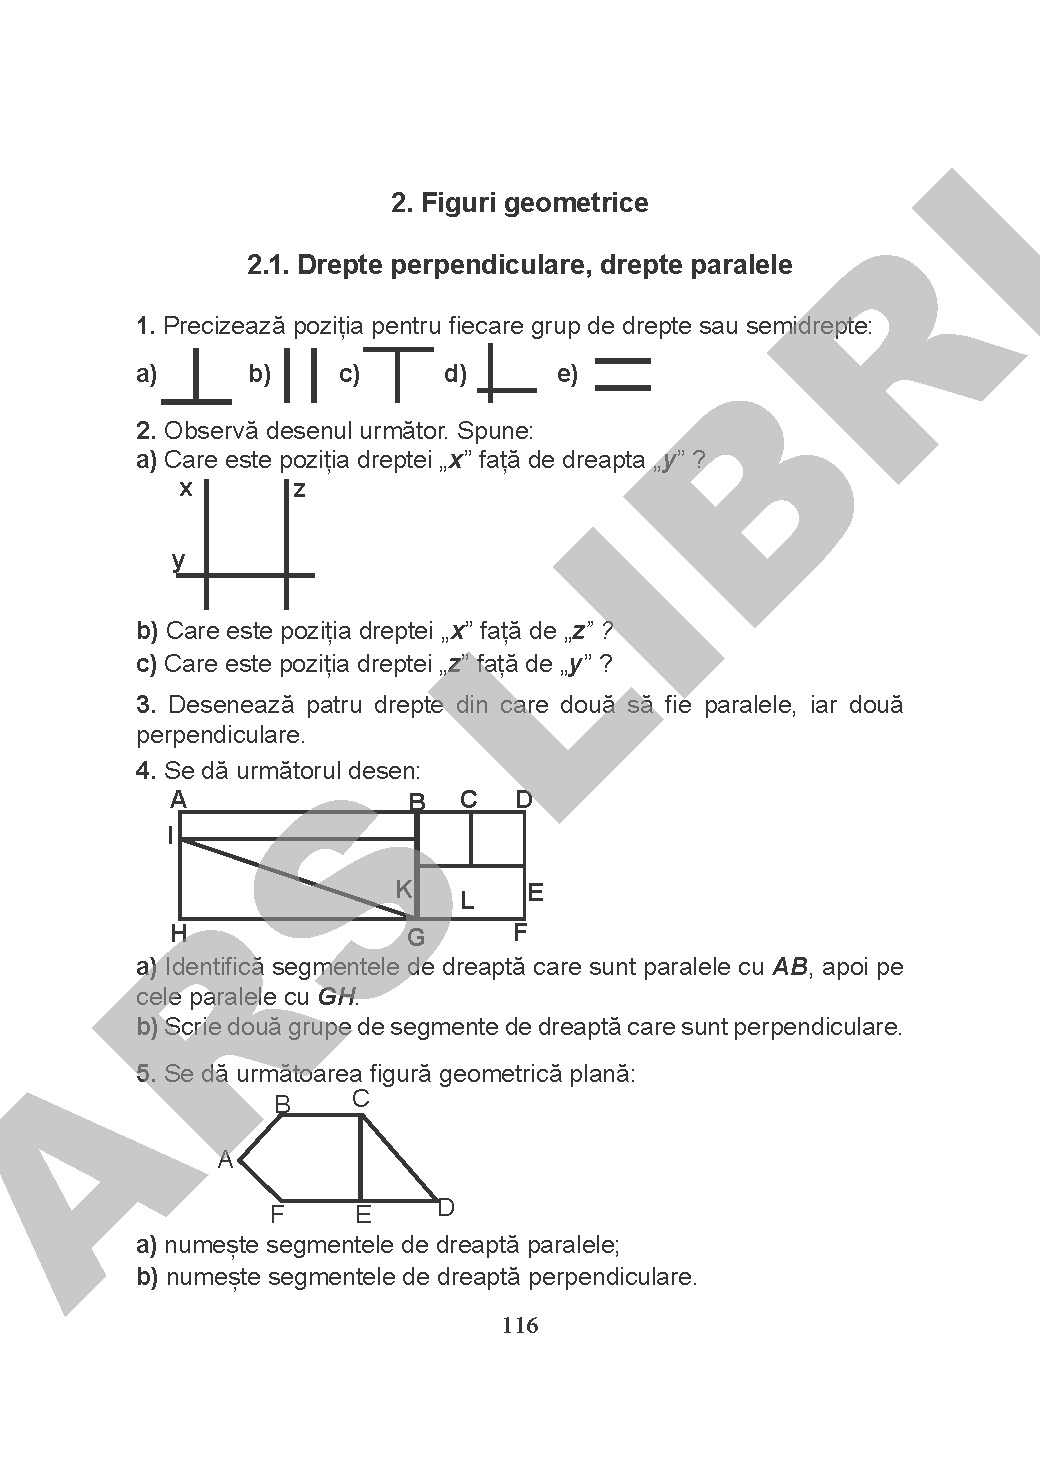 2. Figuri geometrice
2.1. Drepte perpendiculare, drepte paralele
1. Precizează poziția pentru fiecare grup de drepte sau semidrepte:
a) b) c) d) e)
2. Observă desenul următor. Spune:
a) Care este poziția dreptei „x” față de dreapta „y” ?
x z
y
b) Care este poziția dreptei „x” față de „z” ?
c) Care este poziția dreptei „z” față de „y” ?
3. Desenează patru drepte din care două să fie paralele, iar două
perpendiculare.
4. Se dă următorul desen:
A B C D
I
K L E
H G F
a) Identifică segmentele de dreaptă care sunt paralele cu AB, apoi pe
cele paralele cu GH.
b) Scrie două grupe de segmente de dreaptă care sunt perpendiculare.
5. Se dă următoarea figură geometrică plană:
B C
A
F E D
a) numește segmentele de dreaptă paralele;
b) numește segmentele de dreaptă perpendiculare.
116
ARS LIBRI